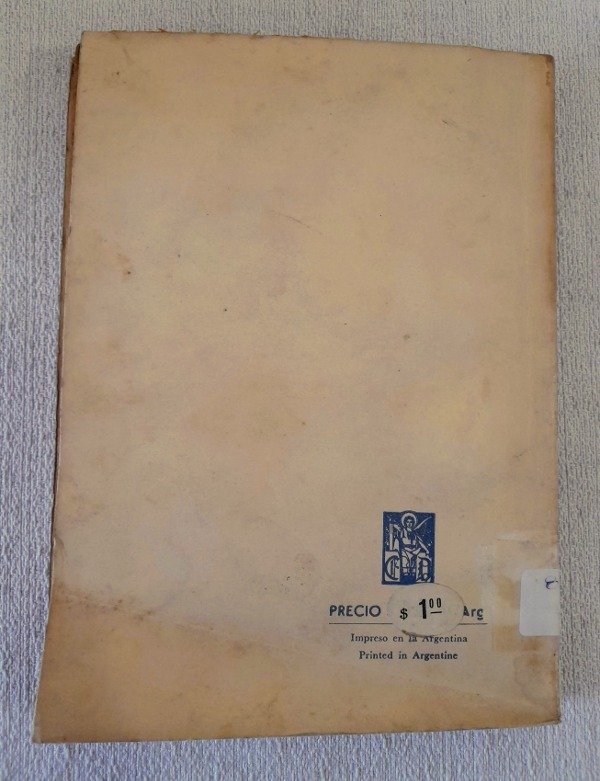 PRECIO $ 1.00 Arg
Impreso en la Argentina
Printed in Argentine